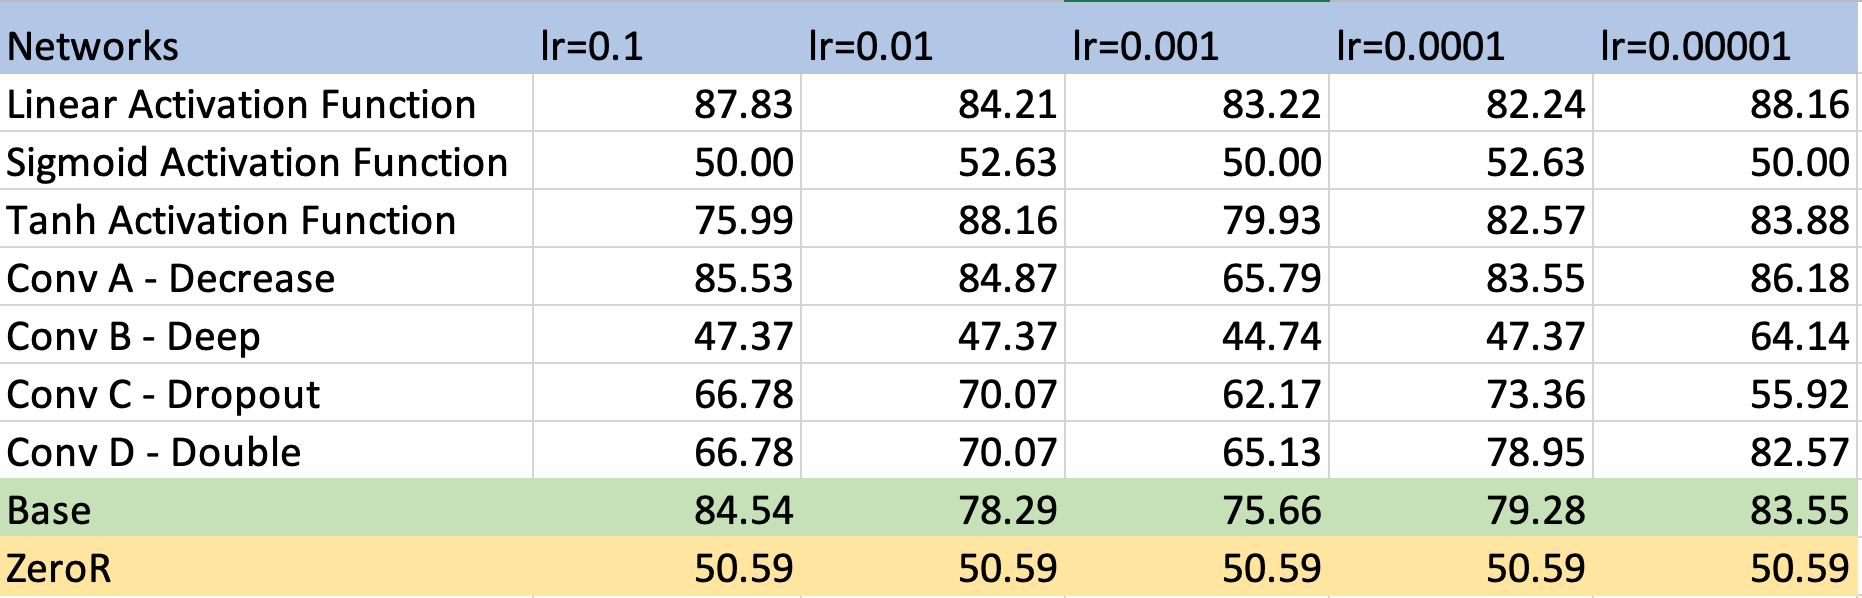 Networks lr=0.1 lr=0.01 lr=0.001 lr=0.0001 lr=0.00001
Linear Activation Function 87.83 84.21 83.22 82.24 88.16
Sigmoid Activation Function 50.00 52.63 50.00 52.63 50.00
Tanh Activation Function 75.99 88.16 79.93 82.57 83.88
Conv A - Decrease 85.53 84.87 65.79 83.55 86.18
Conv B - Deep 47.37 47.37 44.74 47.37 64.14
Conv C - Dropout 66.78 70.07 62.17 73.36 55.92
Conv D - Double 66.78 70.07 65.13 78.95 82.57
Base 84.54 78.29 75.66 79.28 83.55
ZeroR 50.59 50.59 50.59 50.59 50.59